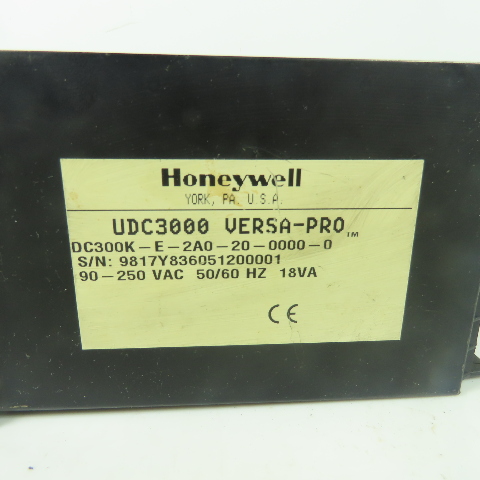 Honeywell
YORK, PA. U.S.A.
UDC3000 VERSA-PRO™
DC300K-E-2A0-20-0000-0
S/N: 9817Y836051200001
90-250 VAC 50/60 HZ 18VA
CE